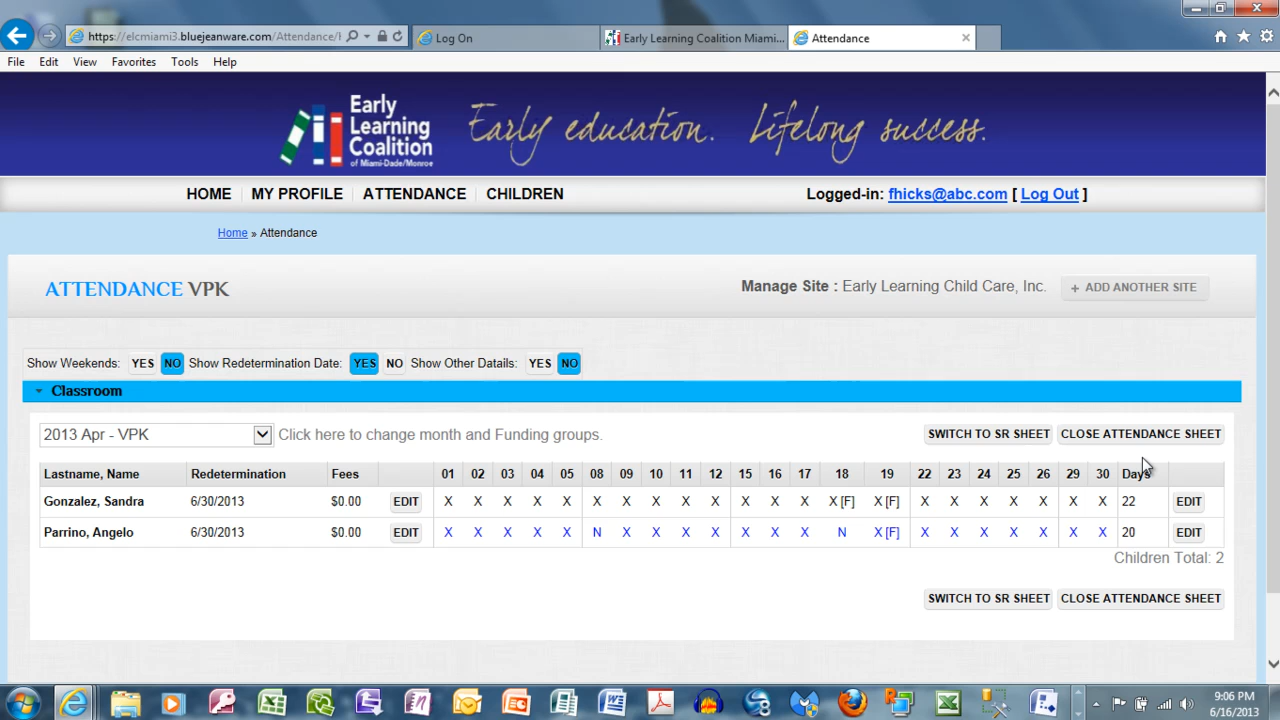 https://elcmiami3.bluejeanware.com/Attendance/
Log On
Early Learning Coalition Miami...
Attendance
File Edit View Favorites Tools Help
Early Learning Coalition of Miami-Dade/Monroe
Early education. Lifelong success.
HOME MY PROFILE ATTENDANCE CHILDREN Logged-in: fhicks@abc.com [ Log Out ]
Home » Attendance
ATTENDANCE VPK Manage Site : Early Learning Child Care, Inc. + ADD ANOTHER SITE
Show Weekends: YES NO Show Redetermination Date: YES NO Show Other Datails: YES NO
Classroom
2013 Apr - VPK Click here to change month and Funding groups. SWITCH TO SR SHEET CLOSE ATTENDANCE SHEET
Lastname, Name Redetermination Fees 01 02 03 04 05 08 09 10 11 12 15 16 17 18 19 22 23 24 25 26 29 30 Days
Gonzalez, Sandra 6/30/2013 $0.00 EDIT X X X X X X X X X X X X X X [F] X [F] X X X X X X X 22 EDIT
Parrino, Angelo 6/30/2013 $0.00 EDIT X X X X X N X X X X X X X N X [F] X X X X X X X 20 EDIT
Children Total: 2
SWITCH TO SR SHEET CLOSE ATTENDANCE SHEET
9:06 PM
6/16/2013